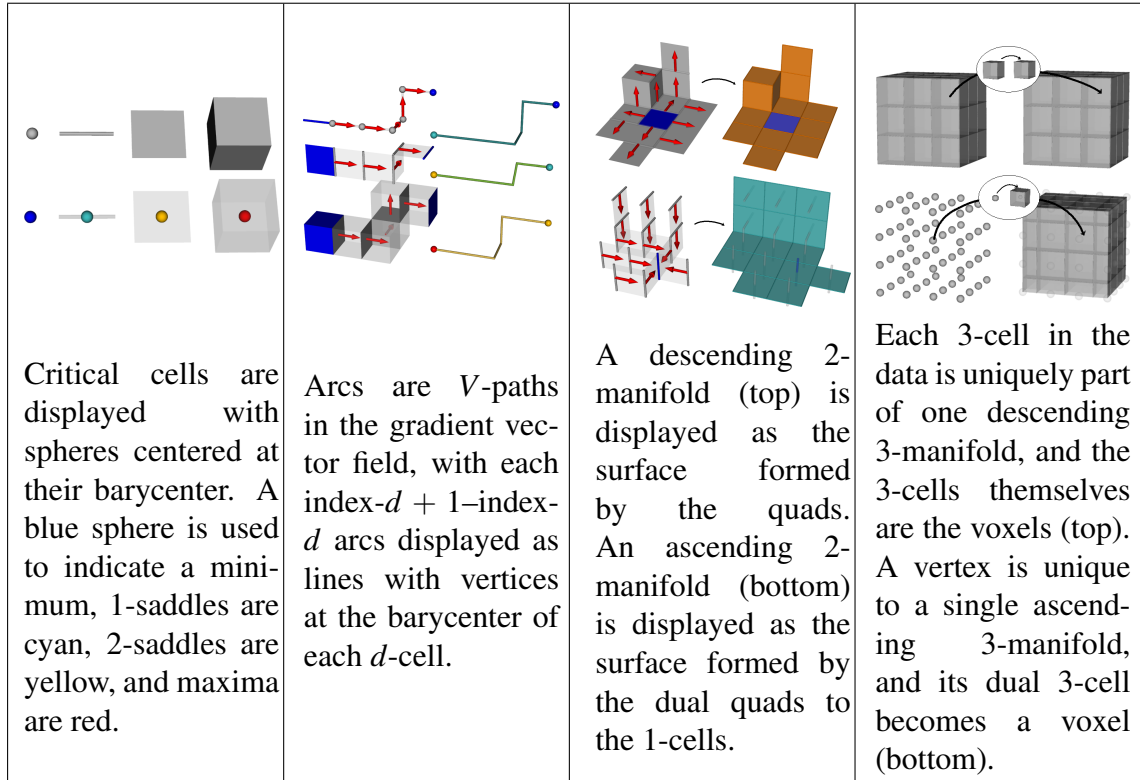 Critical cells are
displayed with
spheres centered at
their barycenter. A
blue sphere is used
to indicate a mini-
mum, 1-saddles are
cyan, 2-saddles are
yellow, and maxima
are red.
Arcs are V-paths
in the gradient vec-
tor field, with each
index-d + 1–index-
d arcs displayed as
lines with vertices
at the barycenter of
each d-cell.
A descending 2-
manifold (top) is
displayed as the
surface formed
by the quads.
An ascending 2-
manifold (bottom)
is displayed as the
surface formed by
the dual quads to
the 1-cells.
Each 3-cell in the
data is uniquely part
of one descending
3-manifold, and the
3-cells themselves
are the voxels (top).
A vertex is unique
to a single ascend-
ing 3-manifold,
and its dual 3-cell
becomes a voxel
(bottom).